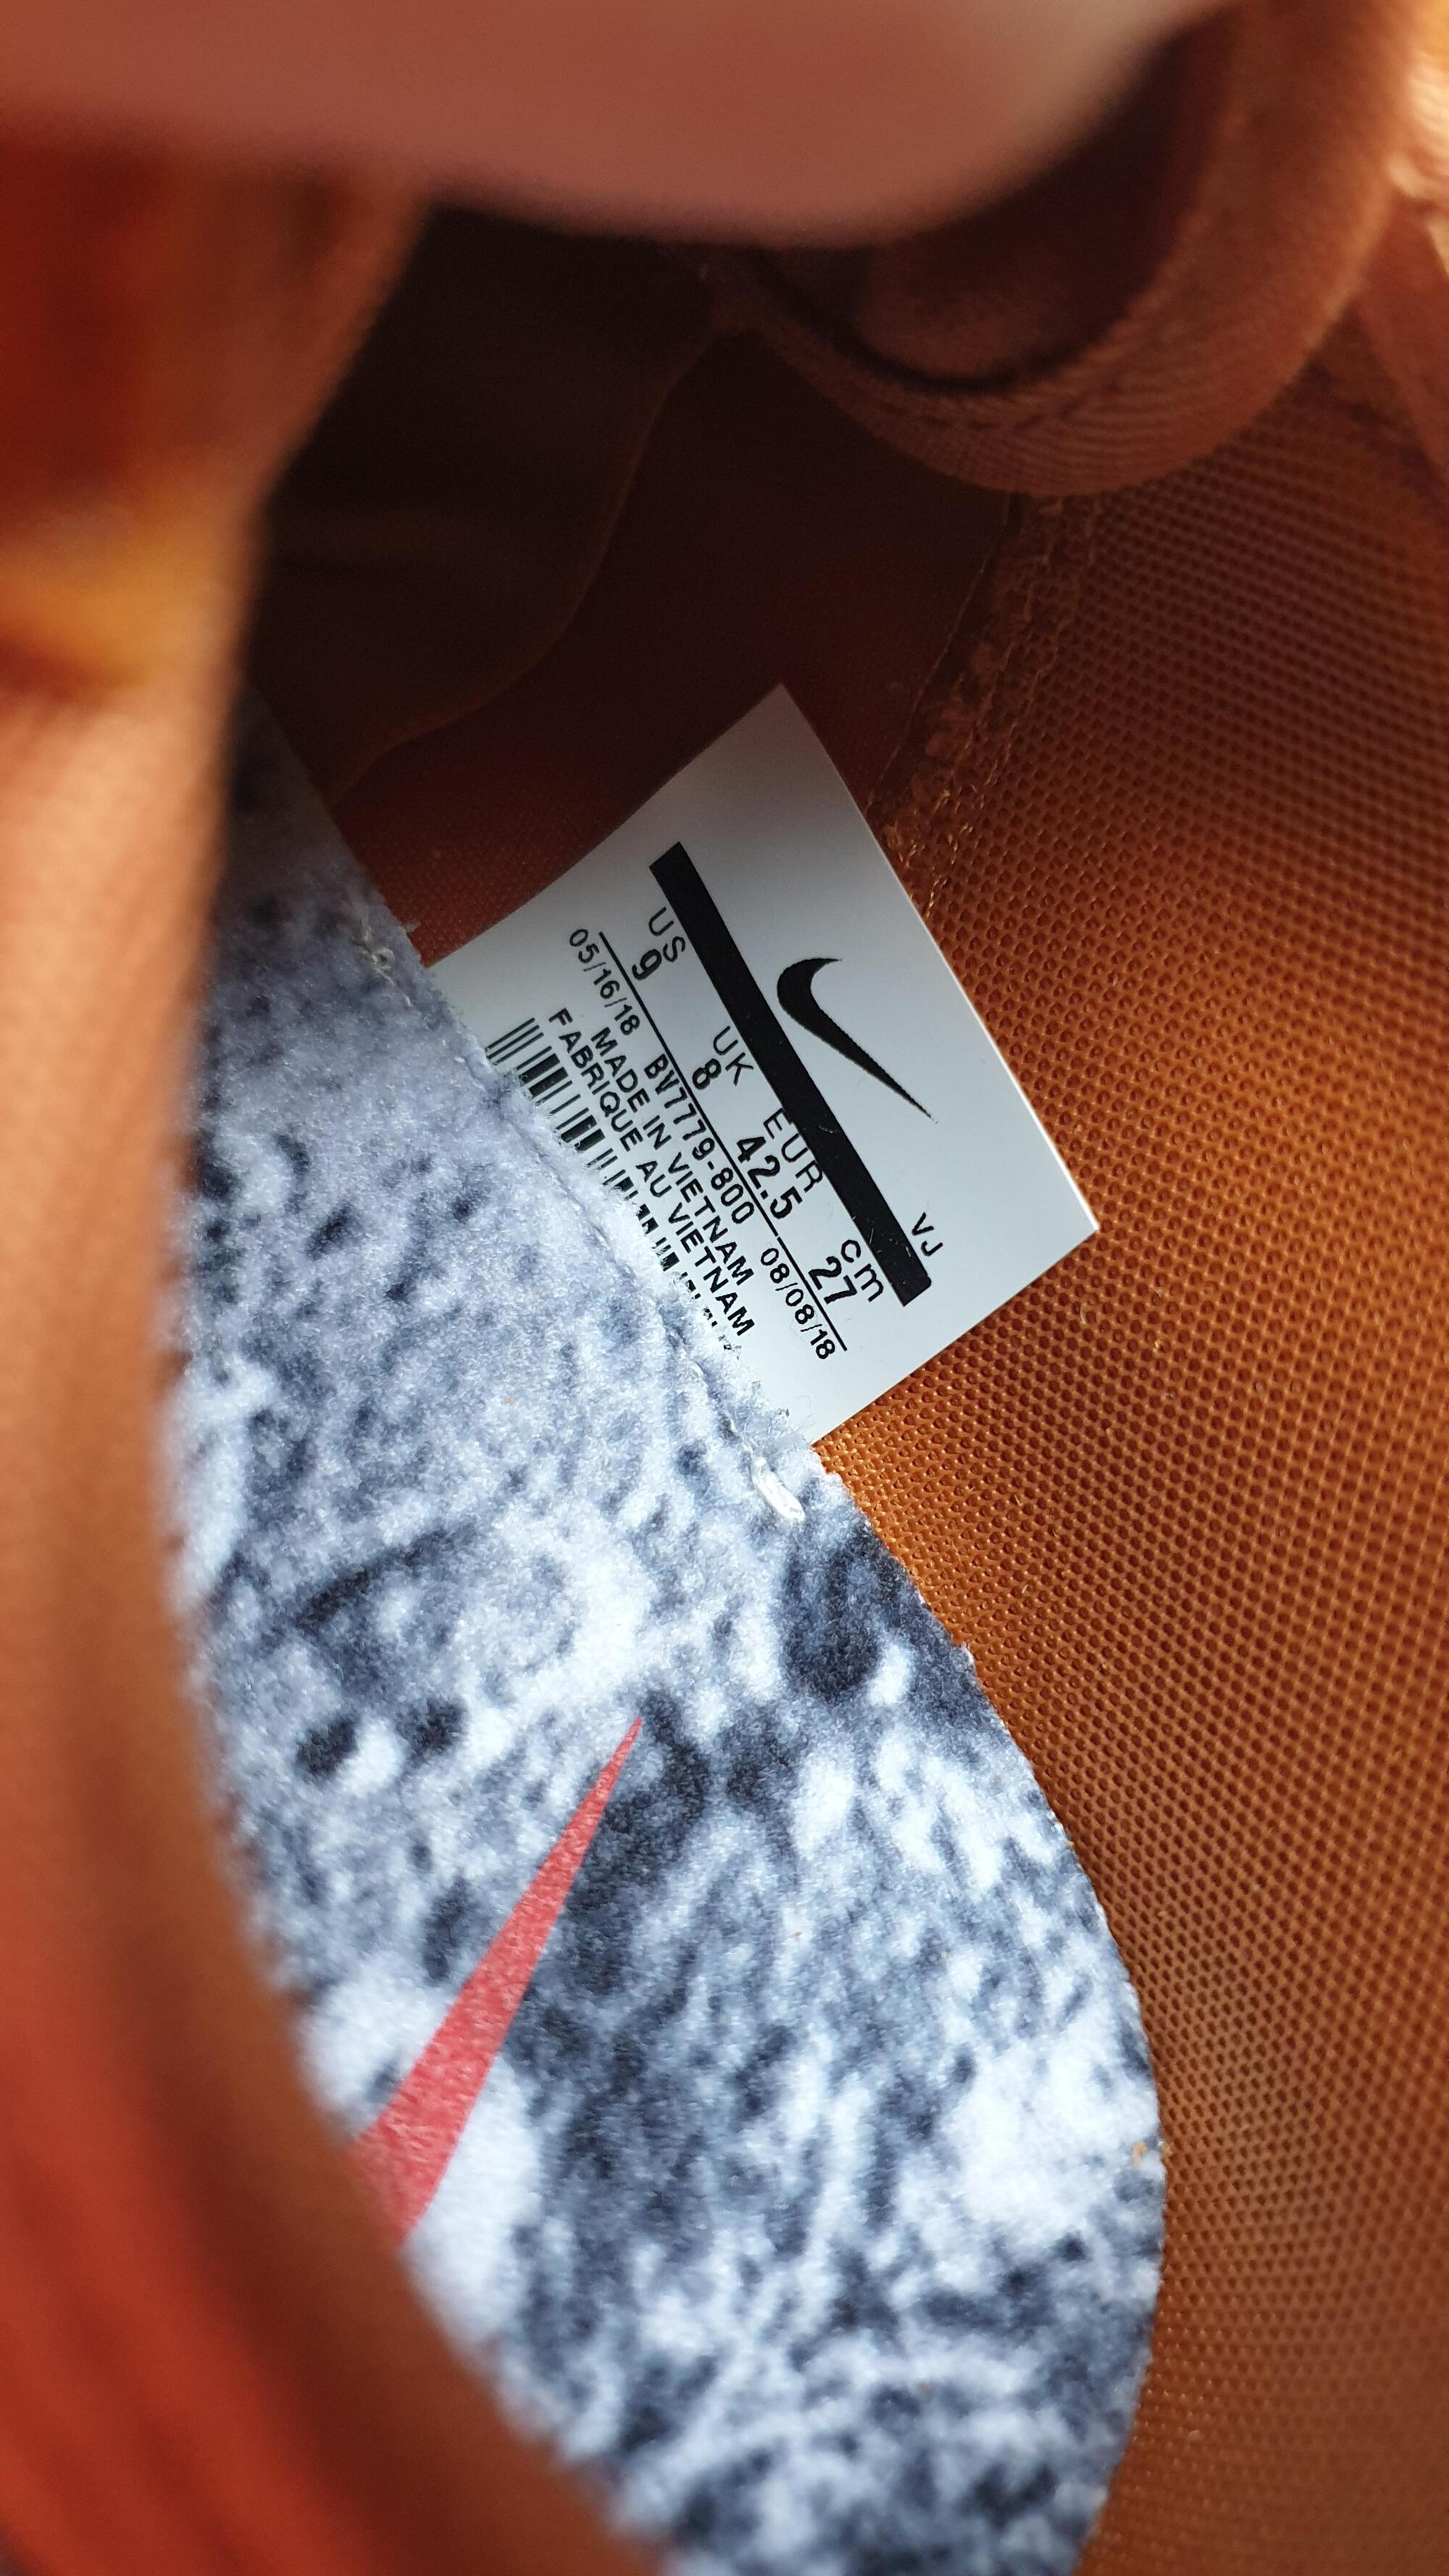 VJ
US UK EUR cm
9 8 42.5 27
05/16/18 BV7779-800 08/08/18
MADE IN VIETNAM
FABRIQUE AU VIETNAM